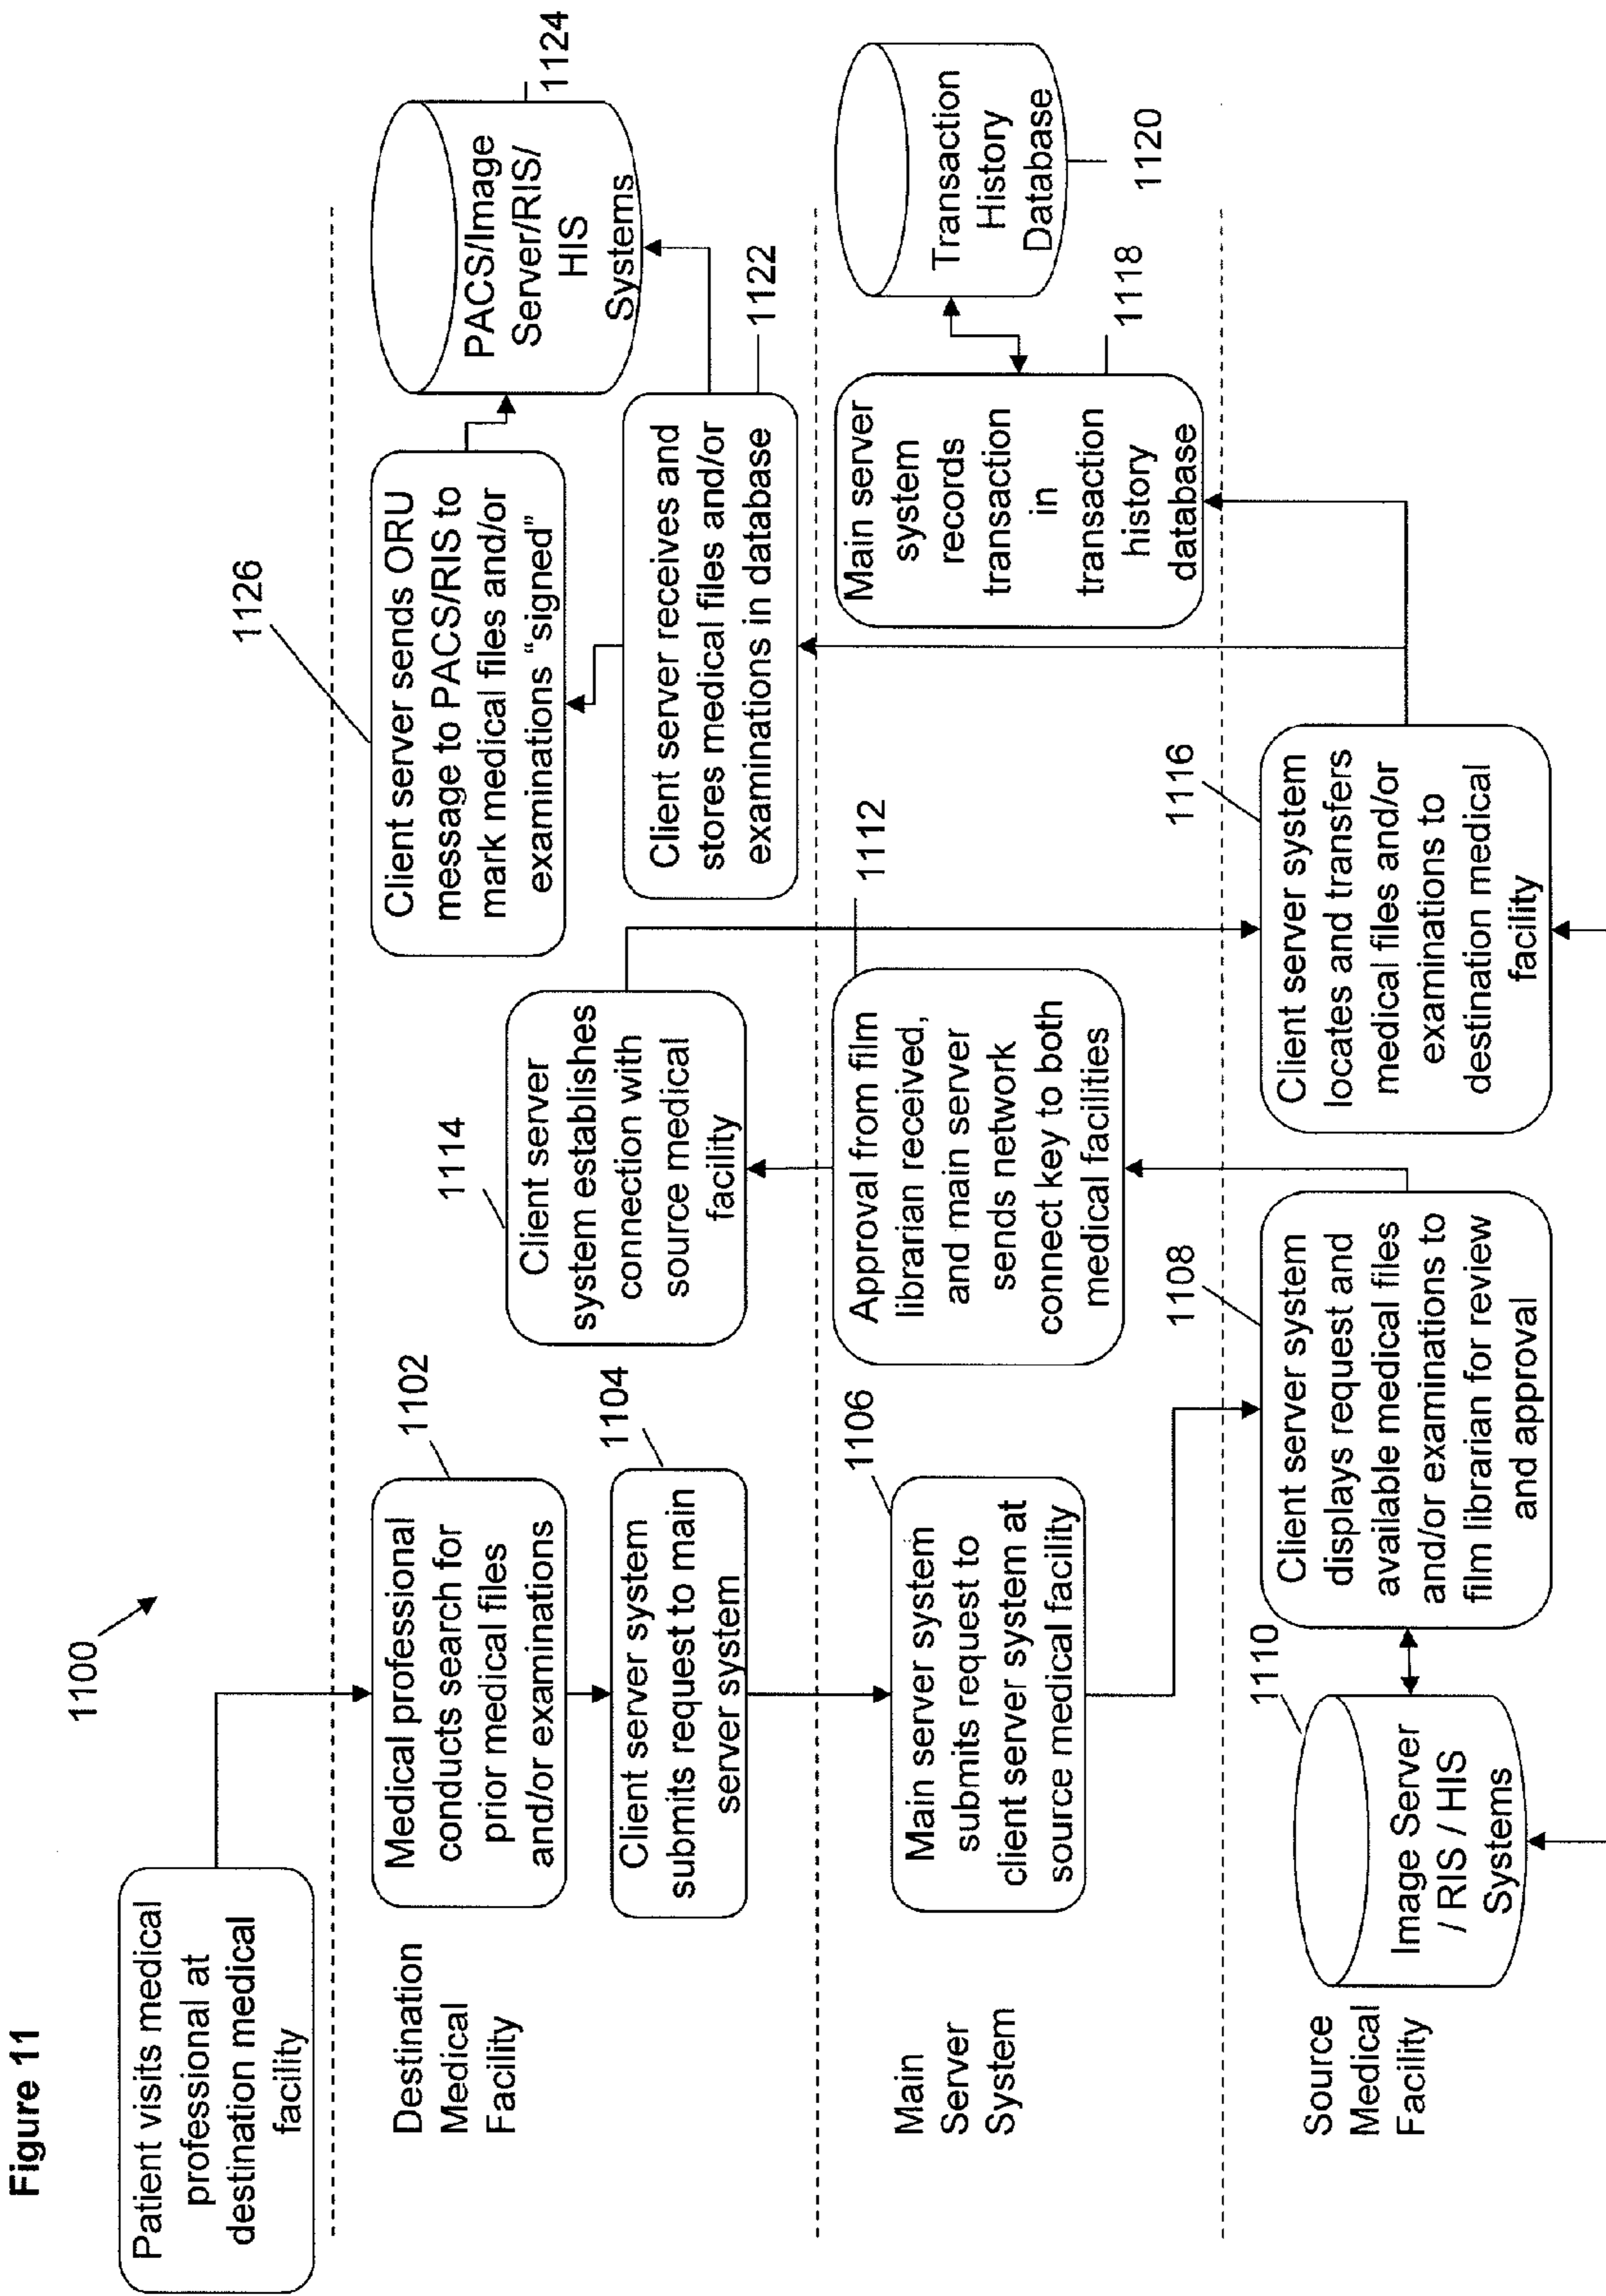 Figure 11
1100
Patient visits medical
professional at
destination medical
facility
Destination
Medical
Facility
Medical professional
conducts search for
prior medical files
and/or examinations
1102
Client server system
submits request to main
server system
1104
Client server
system establishes
connection with
source medical
facility
1114
Client server sends ORU
message to PACS/RIS to
mark medical files and/or
examinations “signed”
1126
Client server receives and
stores medical files and/or
examinations in database
1122
PACS/Image
Server/RIS/
HIS
Systems
1124
Main
Server
System
Main server system
submits request to
client server system at
source medical facility
1106
Approval from film
librarian received,
and main server
sends network
connect key to both
medical facilities
1112
Main server
system
records
transaction
in
transaction
history
database
1118
Transaction
History
Database
1120
Source
Medical
Facility
Image Server
/ RIS / HIS
Systems
1110
Client server system
displays request and
available medical files
and/or examinations to
film librarian for review
and approval
1108
Client server system
locates and transfers
medical files and/or
examinations to
destination medical
facility
1116